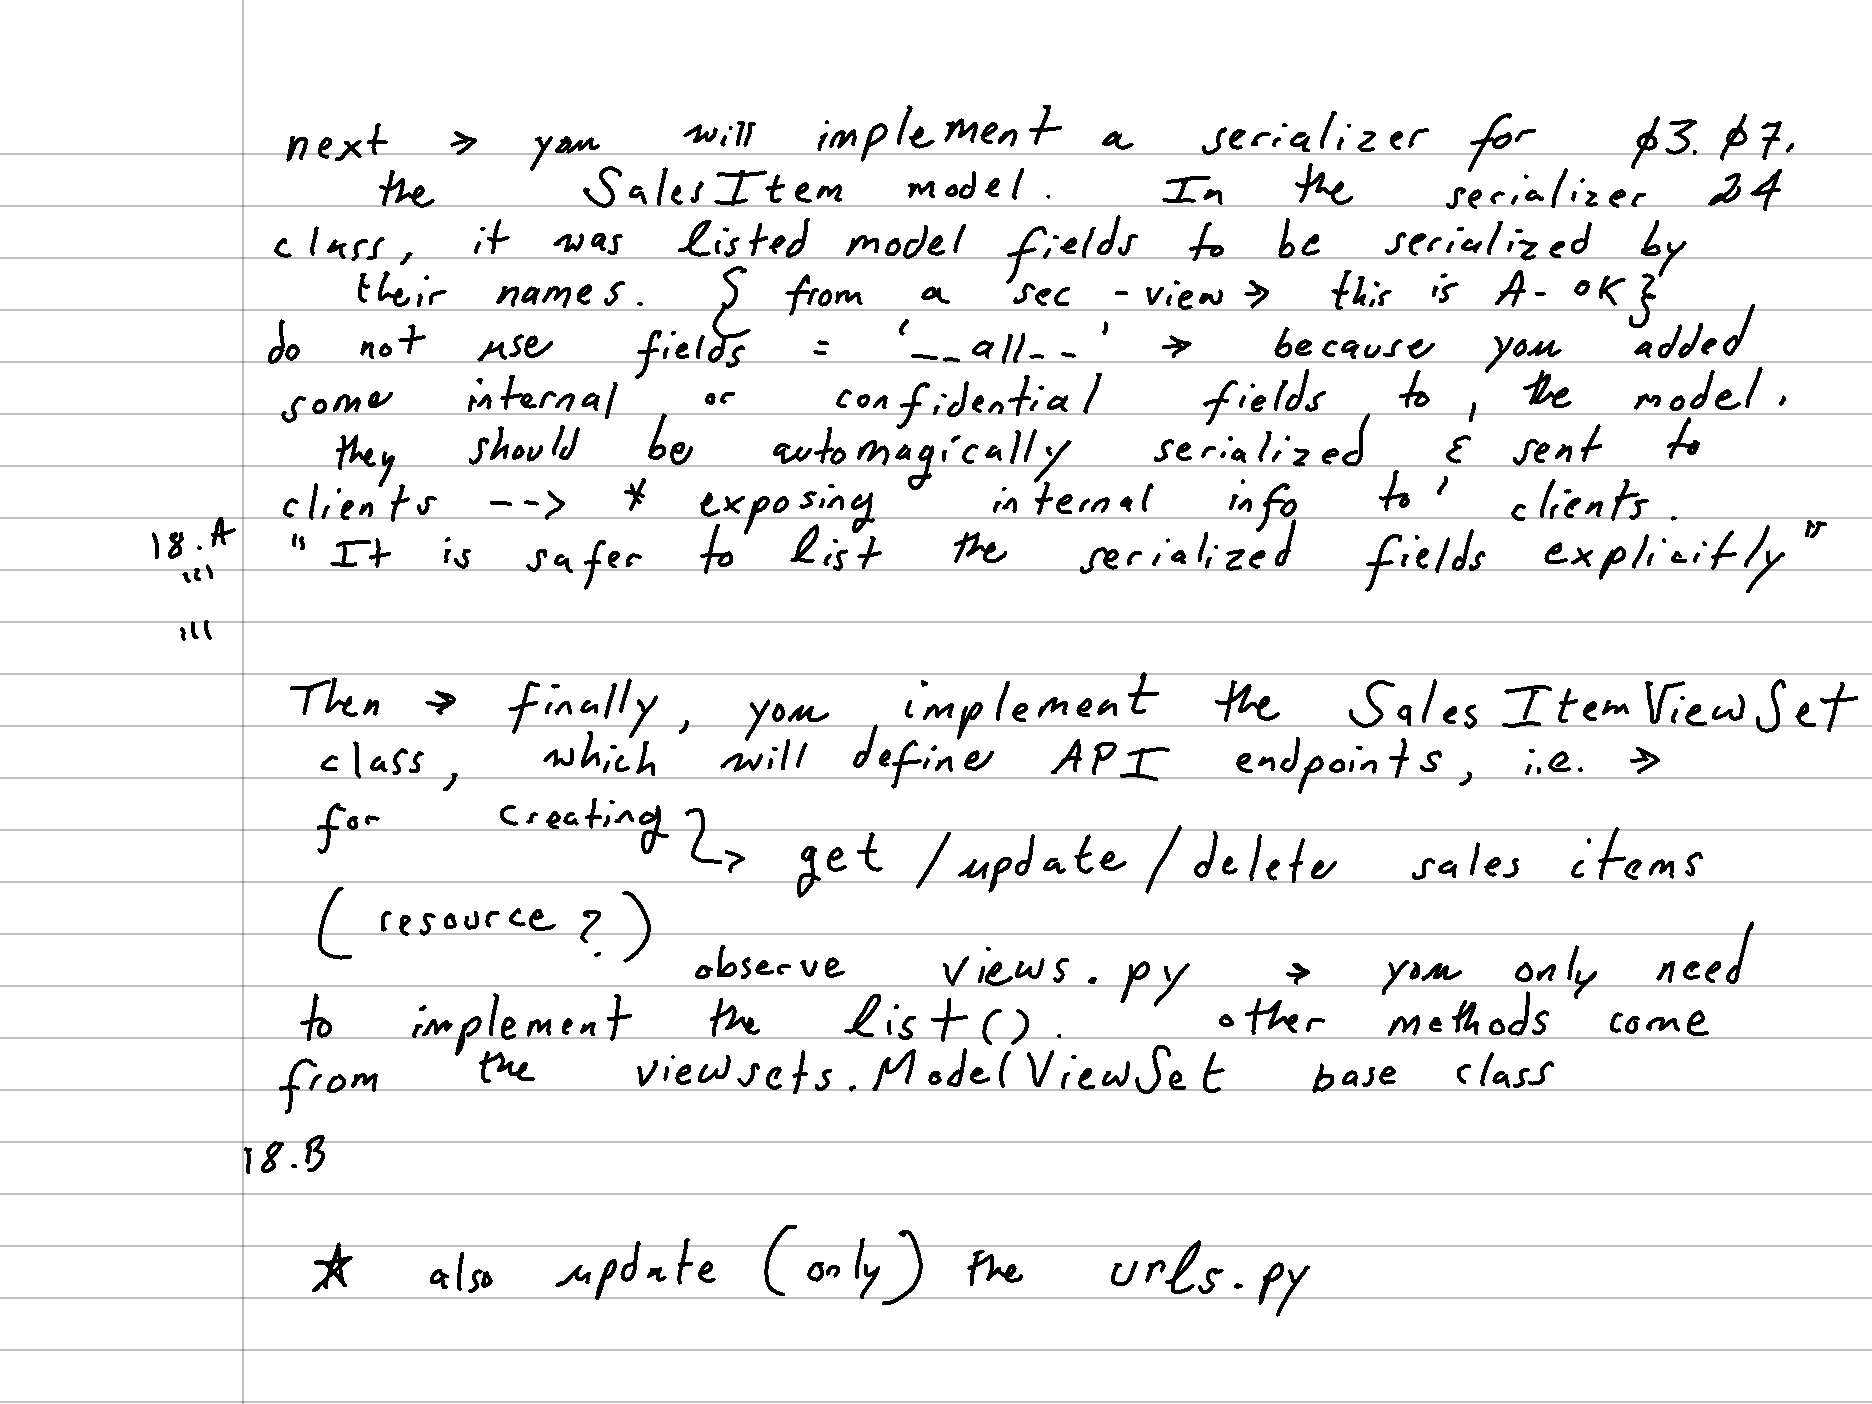 next → you will implement a serializer for 03.07.
the SalesItem model. In the serializer 24
class, it was listed model fields to be serialized by
their names. { from a sec-view → this is A-OK }
do not use fields = '__all__' → because you added
some internal or confidential fields to, the model.
they should be automagically serialized & sent to
clients --> * exposing internal info to clients.
18.A "It is safer to list the serialized fields explicitly"
Then → finally, you implement the SalesItemViewSet
class, which will define API endpoints, i.e. →
for creating
↳ get / update / delete sales items
(resource?)
observe views.py → you only need
to implement the list(). other methods come
from the viewsets.ModelViewSet base class
18.B
☆ also update (only) the urls.py